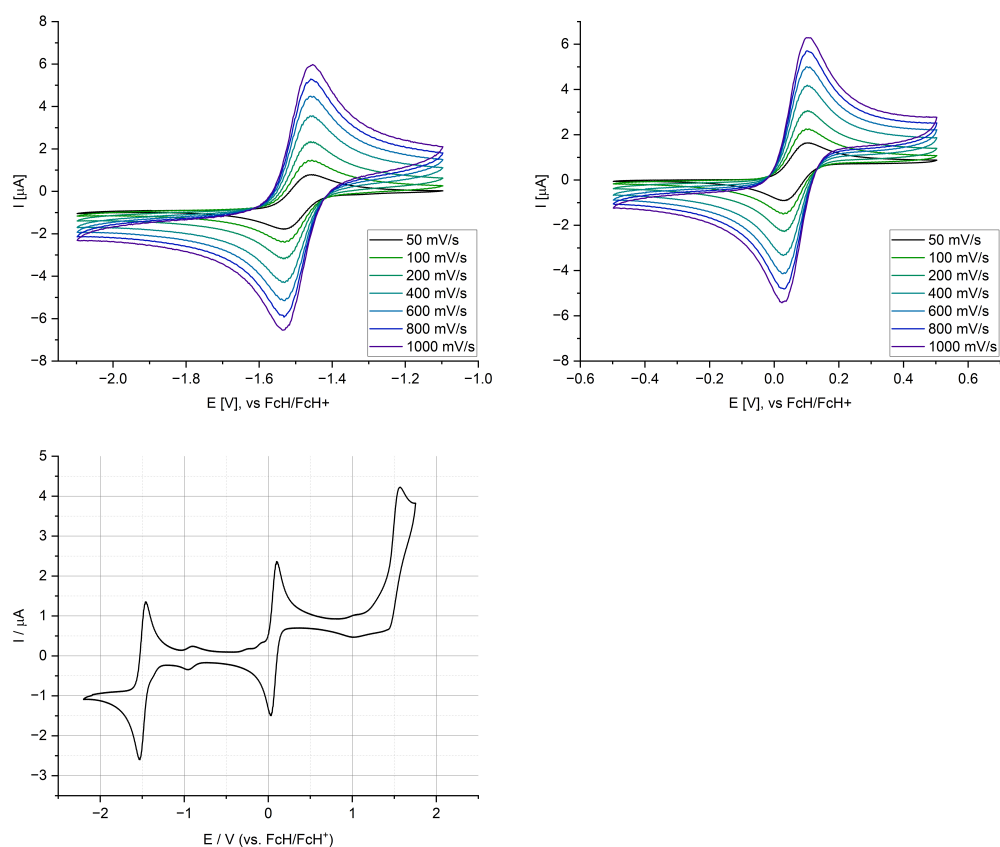 8
6
4
2
0
−2
−4
−6
−8
I [µA]
−2.0
−1.8
−1.6
−1.4
−1.2
−1.0
E [V], vs FcH/FcH+
50 mV/s
100 mV/s
200 mV/s
400 mV/s
600 mV/s
800 mV/s
1000 mV/s
6
4
2
0
−2
−4
−6
−8
I [µA]
−0.6
−0.4
−0.2
0.0
0.2
0.4
0.6
E [V], vs FcH/FcH+
50 mV/s
100 mV/s
200 mV/s
400 mV/s
600 mV/s
800 mV/s
1000 mV/s
5
4
3
2
1
0
−1
−2
−3
I / µA
−2
−1
0
1
2
E / V (vs. FcH/FcH⁺)